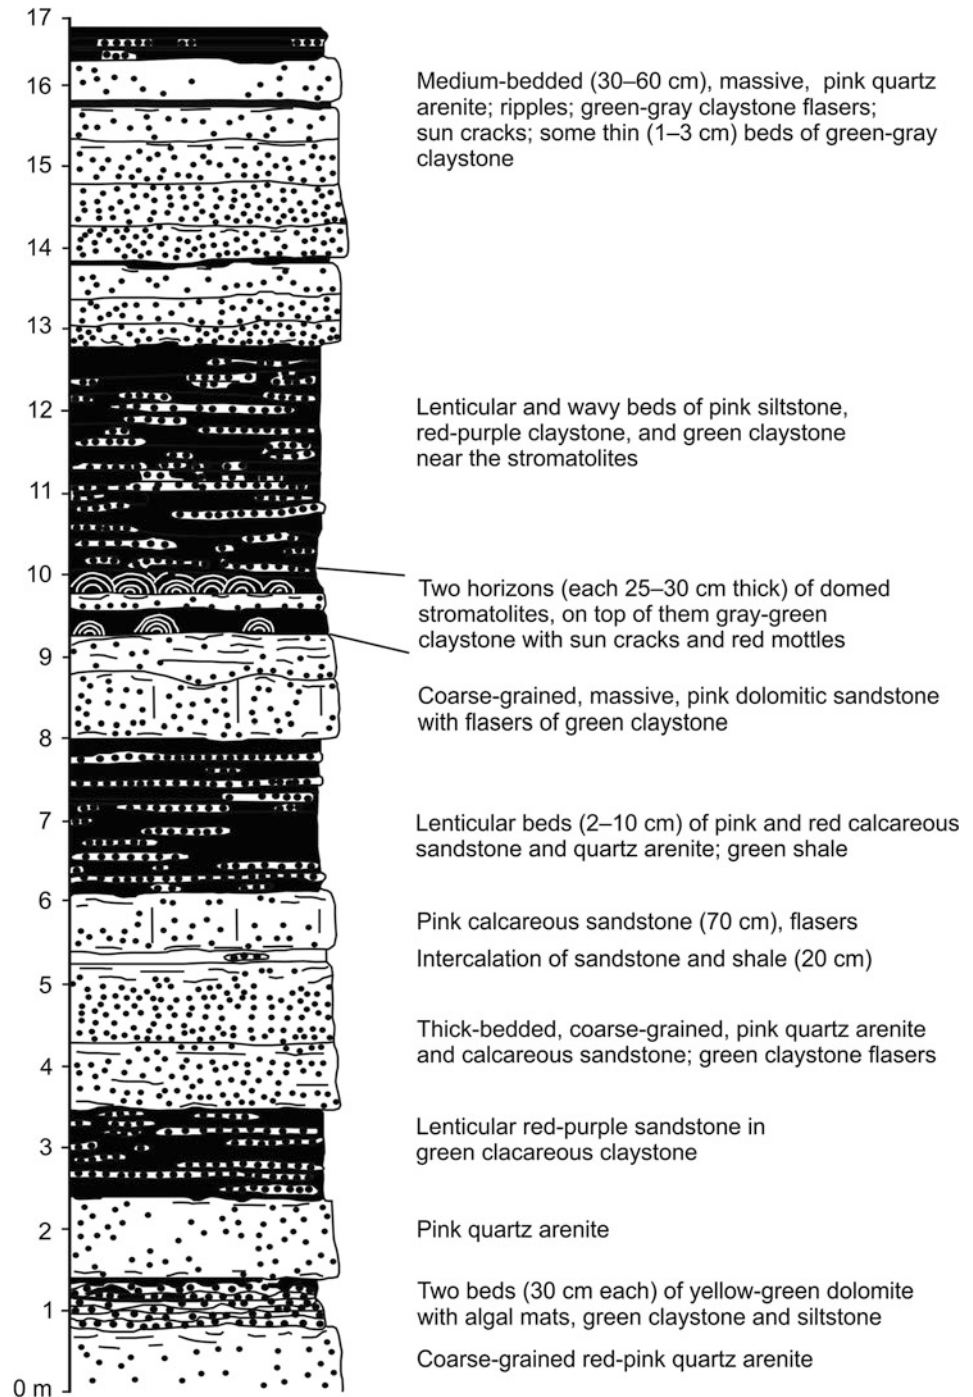 17
16
Medium-bedded (30–60 cm), massive, pink quartz
arenite; ripples; green-gray claystone flasers;
sun cracks; some thin (1–3 cm) beds of green-gray
claystone
15
14
13
12
Lenticular and wavy beds of pink siltstone,
red-purple claystone, and green claystone
near the stromatolites
11
10
Two horizons (each 25–30 cm thick) of domed
stromatolites, on top of them gray-green
claystone with sun cracks and red mottles
9
Coarse-grained, massive, pink dolomitic sandstone
with flasers of green claystone
8
7
Lenticular beds (2–10 cm) of pink and red calcareous
sandstone and quartz arenite; green shale
6
Pink calcareous sandstone (70 cm), flasers
Intercalation of sandstone and shale (20 cm)
5
Thick-bedded, coarse-grained, pink quartz arenite
and calcareous sandstone; green claystone flasers
4
Lenticular red-purple sandstone in
green clacareous claystone
3
2
Pink quartz arenite
Two beds (30 cm each) of yellow-green dolomite
with algal mats, green claystone and siltstone
1
Coarse-grained red-pink quartz arenite
0 m